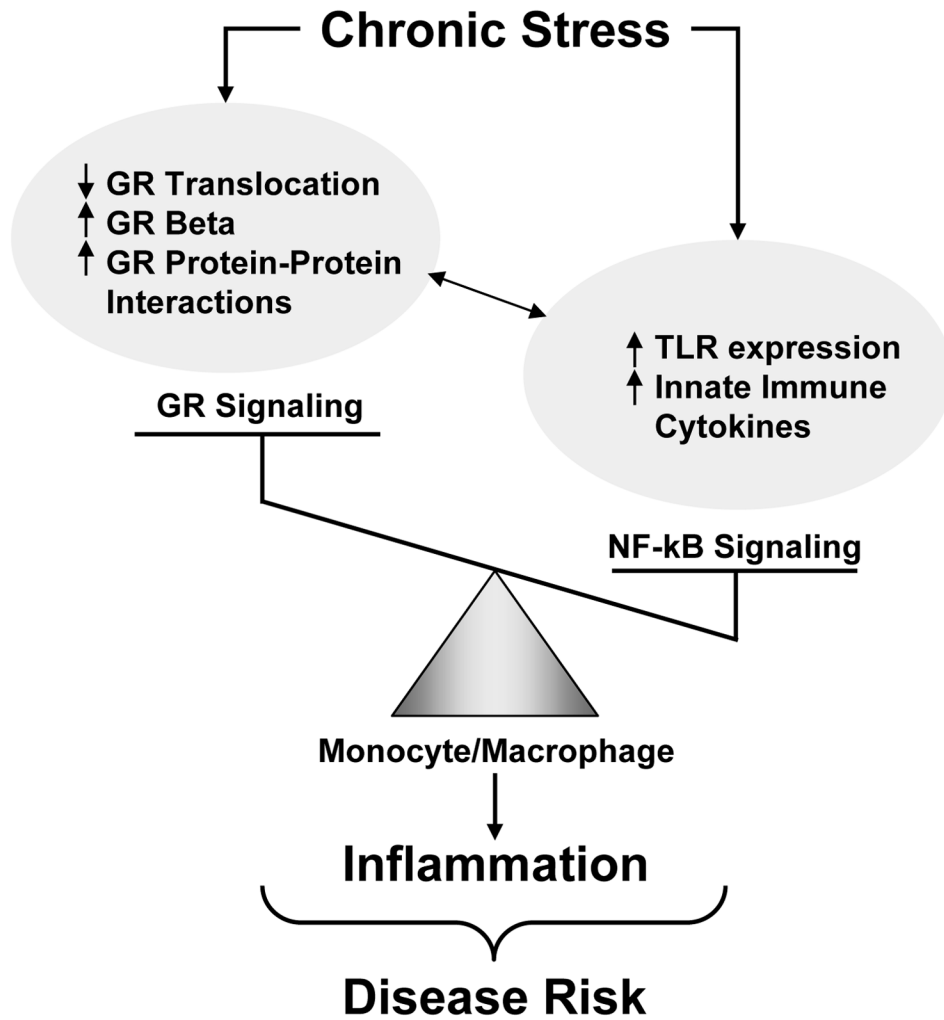 Chronic Stress
↓ GR Translocation
↑ GR Beta
↑ GR Protein-Protein
Interactions
↑ TLR expression
↑ Innate Immune
Cytokines
GR Signaling
NF-kB Signaling
Monocyte/Macrophage
Inflammation
Disease Risk